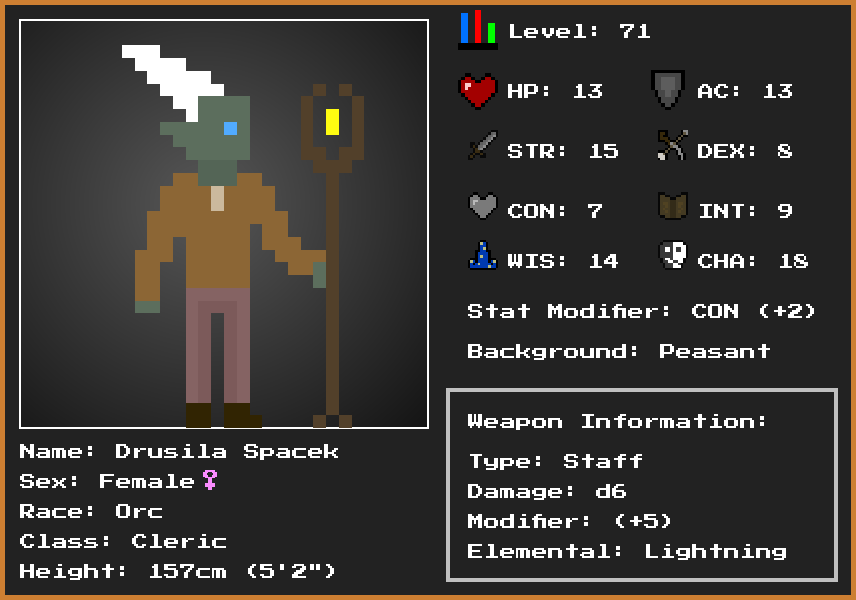 Level: 71
HP: 13
AC: 13
STR: 15
DEX: 8
CON: 7
INT: 9
WIS: 14
CHA: 18
Stat Modifier: CON (+2)
Background: Peasant
Weapon Information:
Type: Staff
Damage: d6
Modifier: (+5)
Elemental: Lightning
Name: Drusila Spacek
Sex: Female♀
Race: Orc
Class: Cleric
Height: 157cm (5'2")